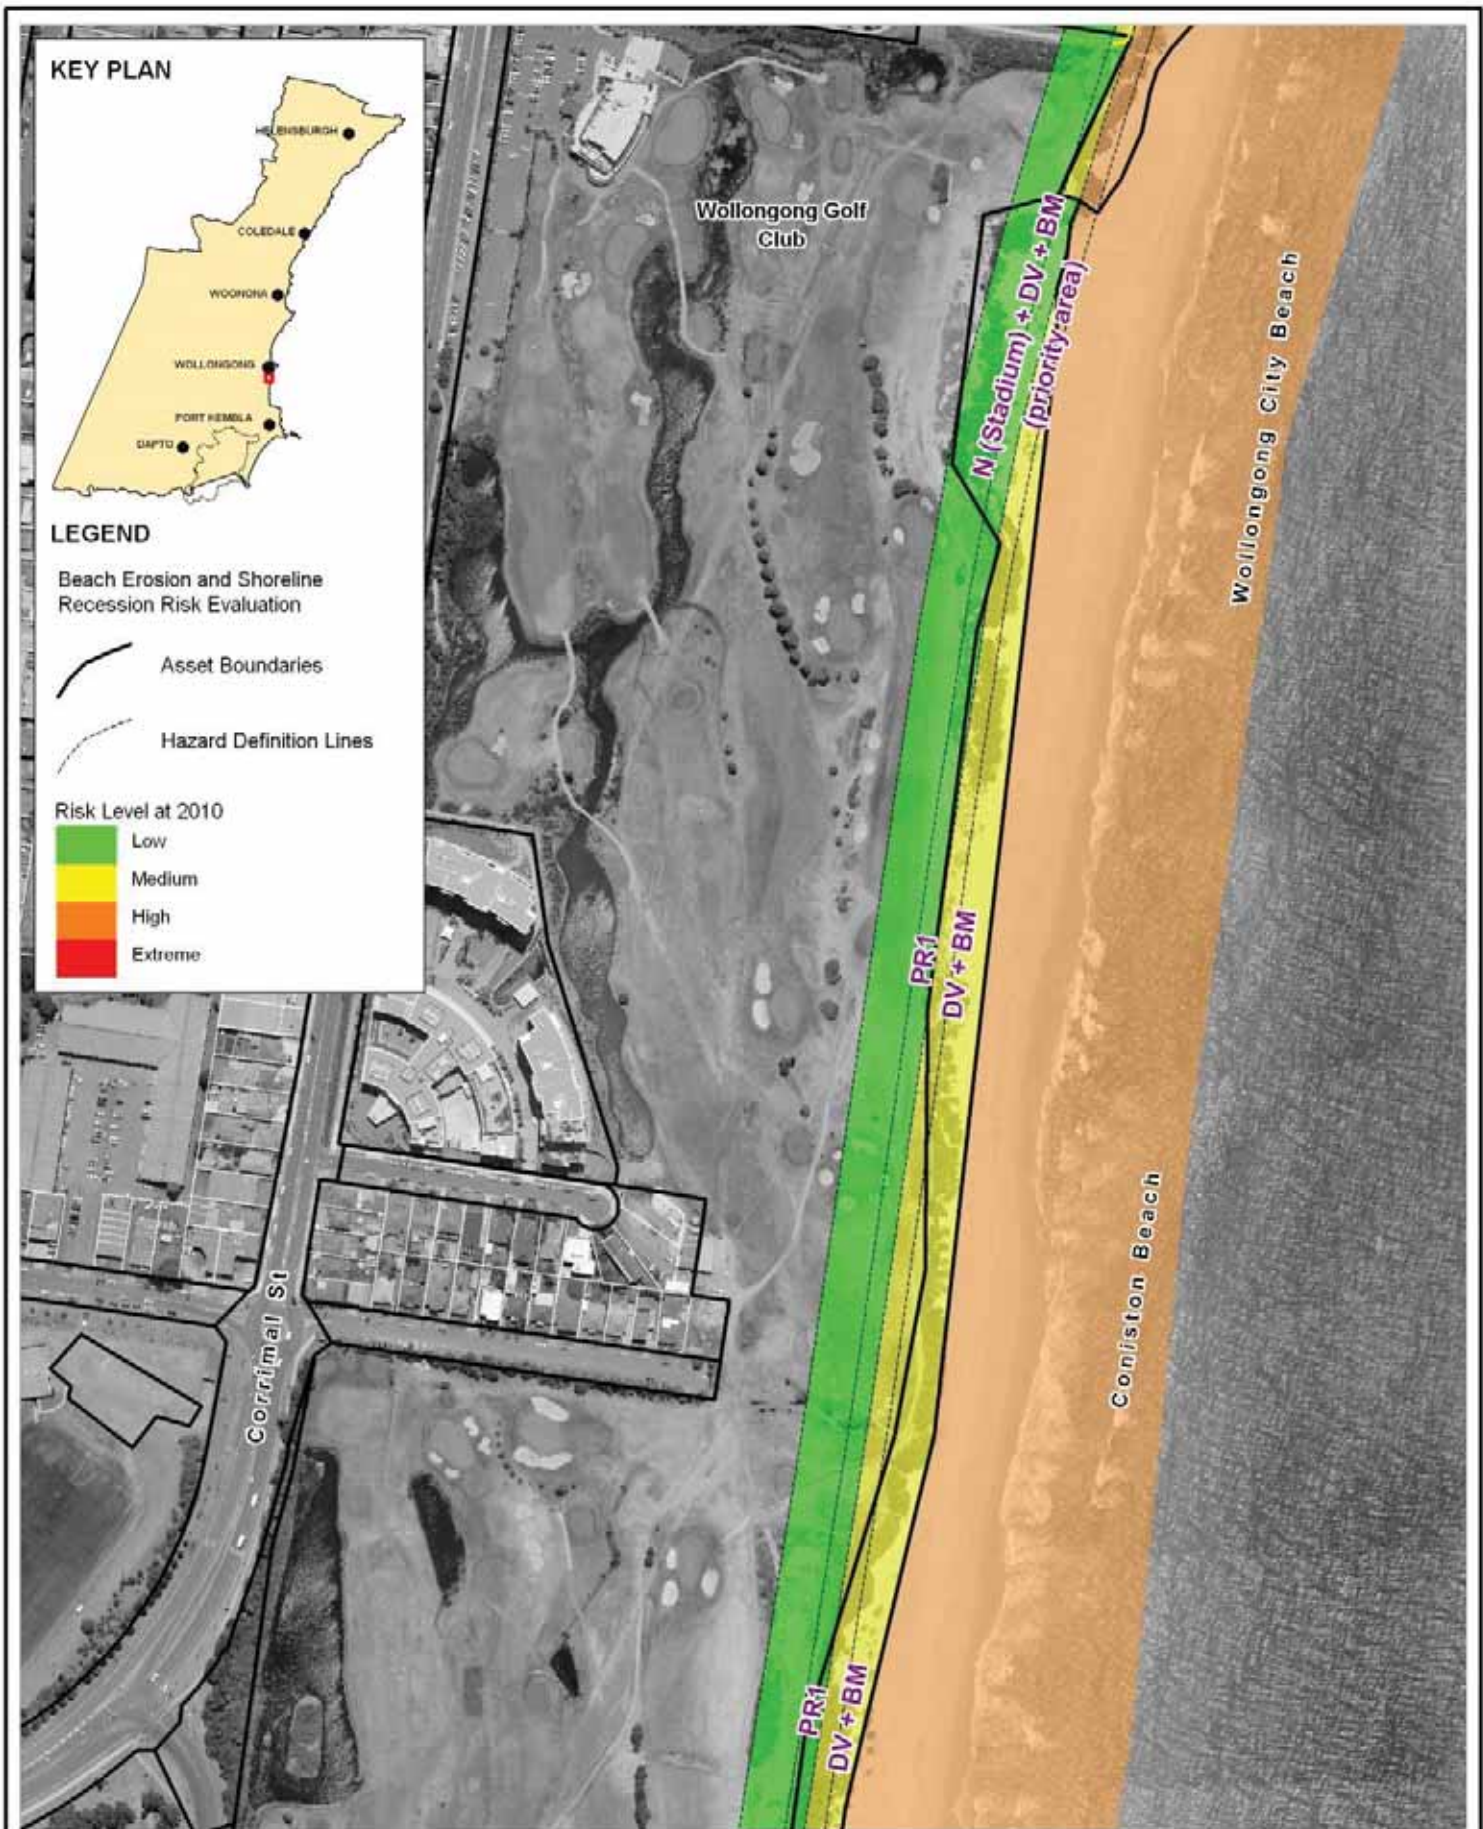 KEY PLAN
HELENSBURGH
COLEDALE
WOONONA
WOLLONGONG
PORT KEMBLA
DAPTO
LEGEND
Beach Erosion and Shoreline
Recession Risk Evaluation
Asset Boundaries
Hazard Definition Lines
Risk Level at 2010
Low
Medium
High
Extreme
Wollongong Golf
Club
N (Stadium) + DV + BM
(priority area)
Wollongong City Beach
PR1
DV + BM
Coniston Beach
Corrimal St
PR1
DV + BM